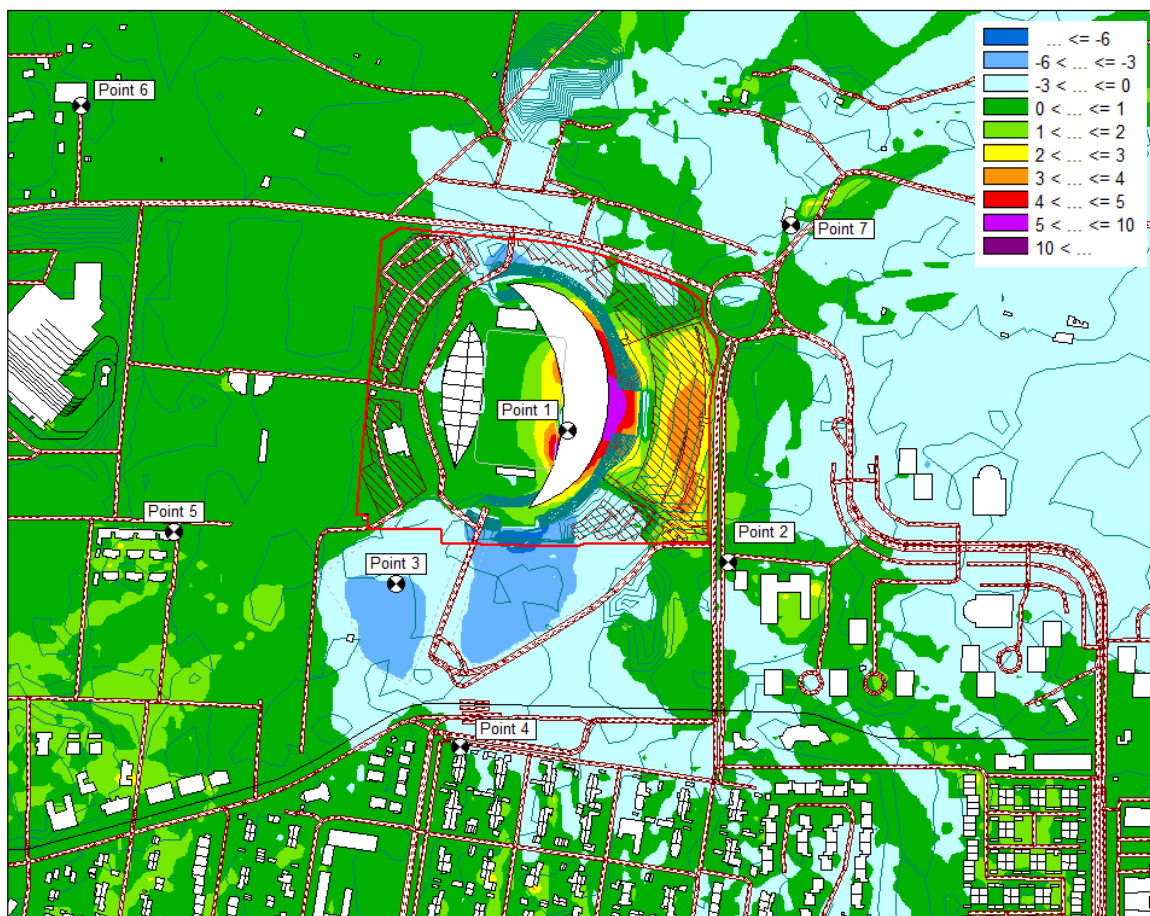 ... <= -6
-6 < ... <= -3
-3 < ... <= 0
0 < ... <= 1
1 < ... <= 2
2 < ... <= 3
3 < ... <= 4
4 < ... <= 5
5 < ... <= 10
10 < ...
Point 6
Point 7
Point 1
Point 5
Point 2
Point 3
Point 4